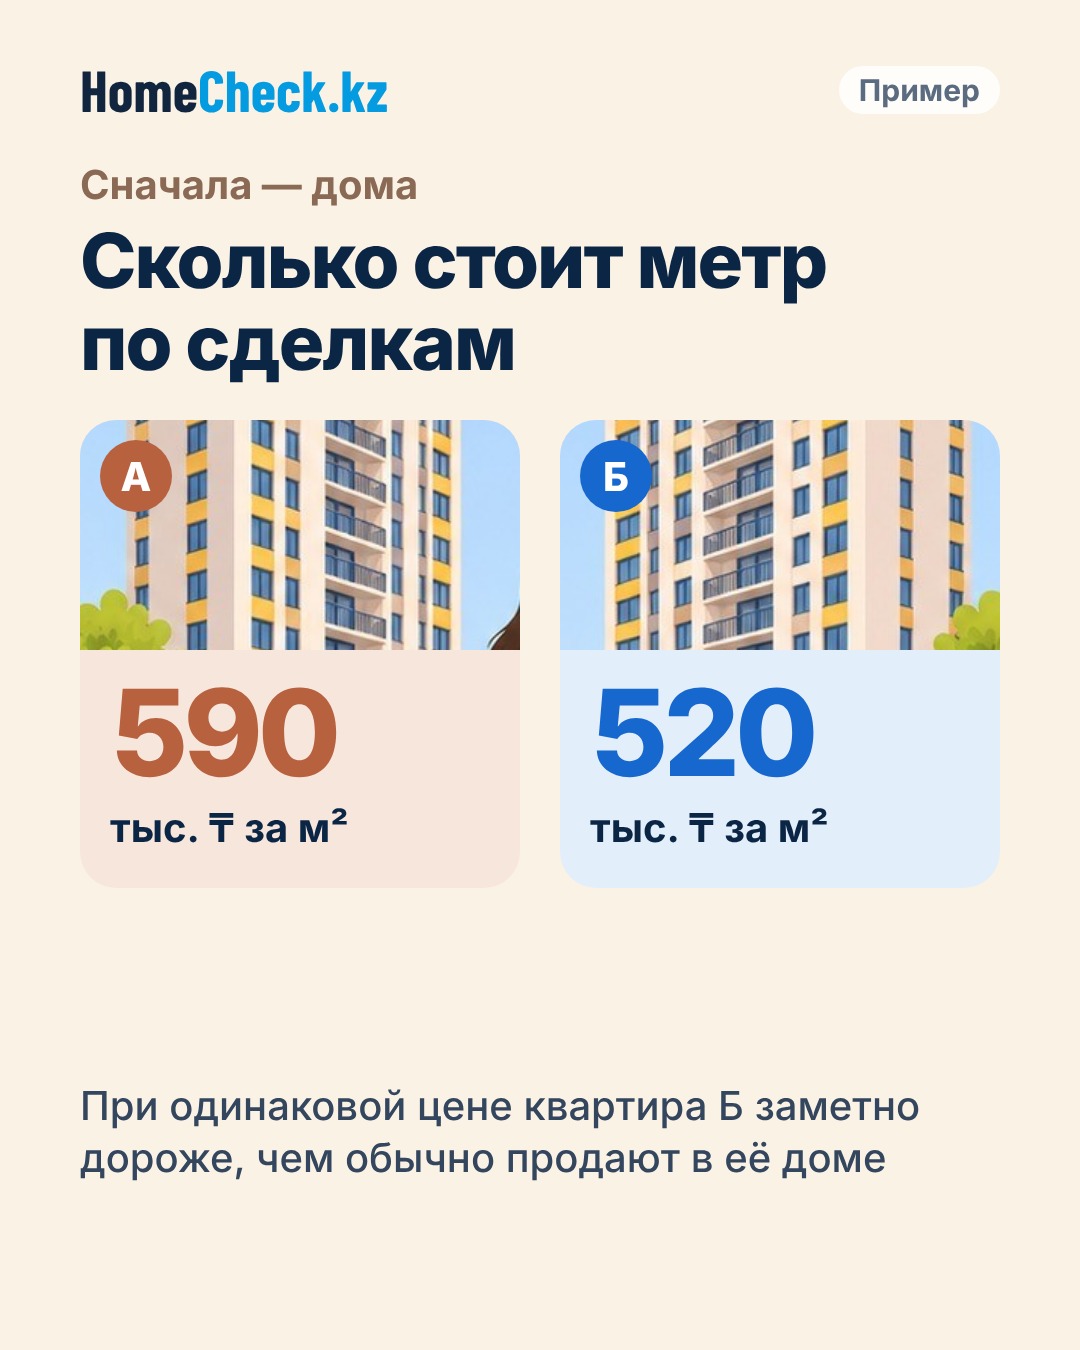 HomeCheck.kz
Пример
Сначала — дома
Сколько стоит метр
по сделкам
А
Б
590
тыс. ₸ за м²
520
тыс. ₸ за м²
При одинаковой цене квартира Б заметно
дороже, чем обычно продают в её доме